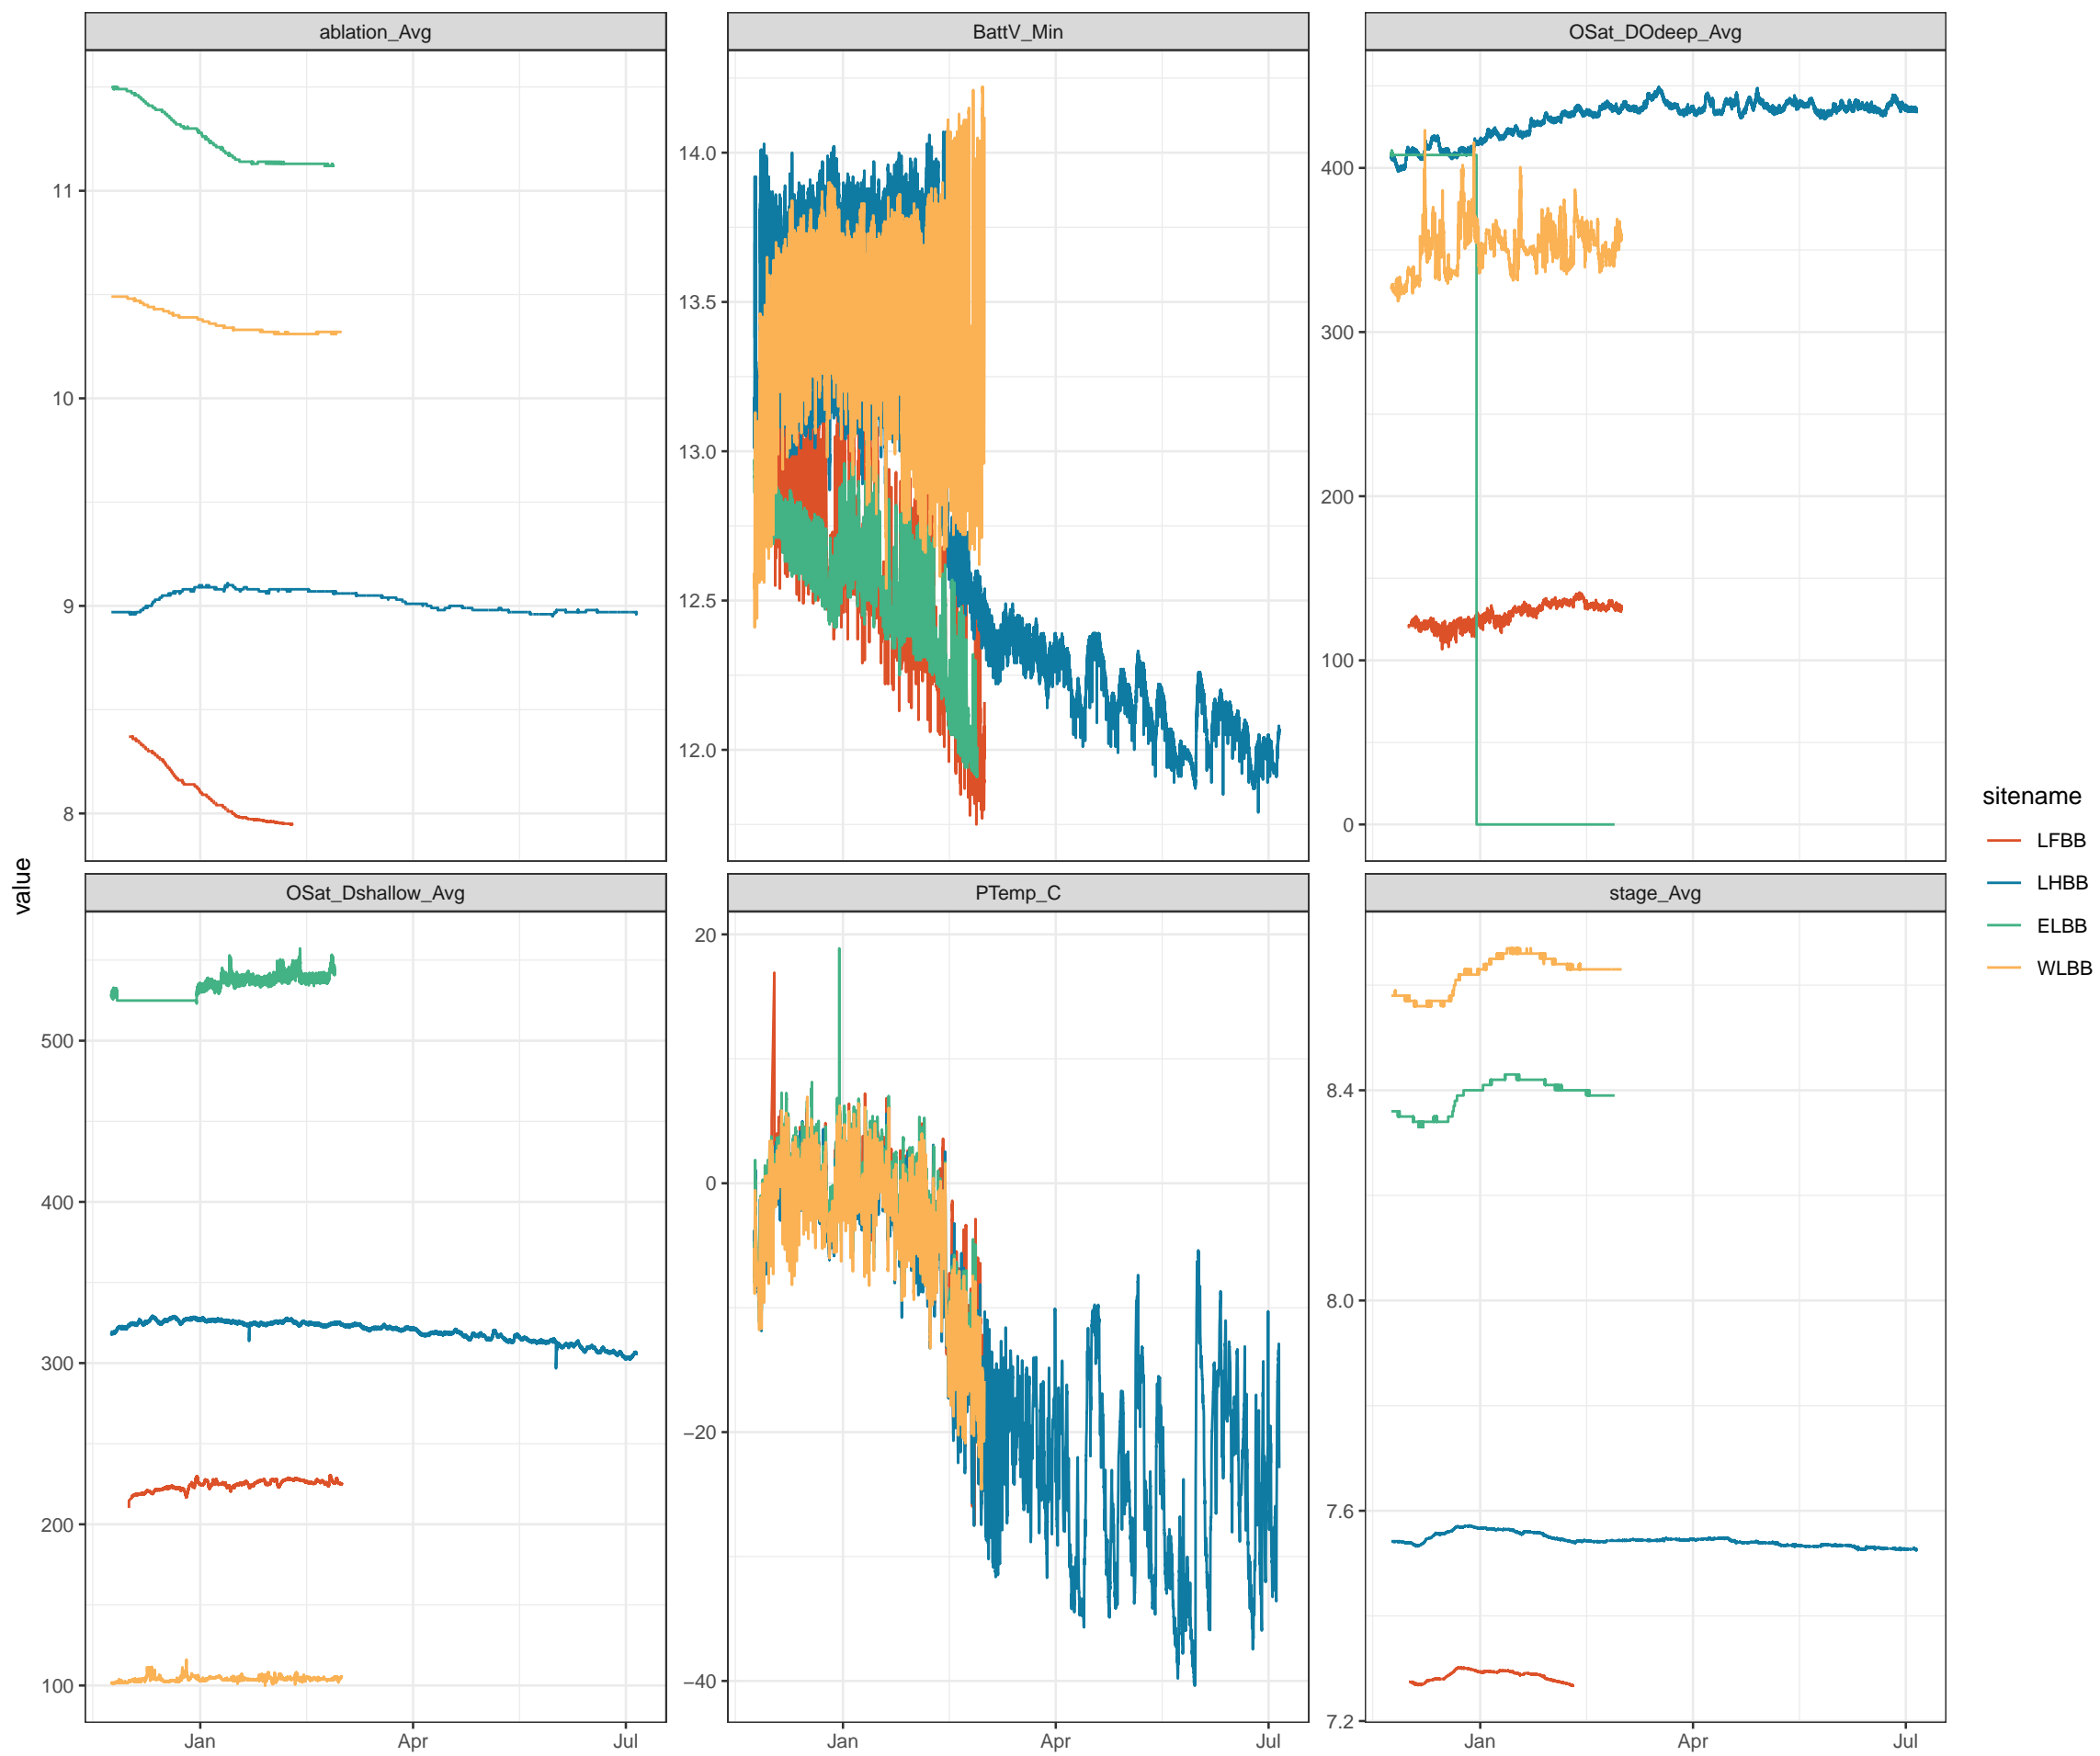 ablation_Avg
BattV_Min
OSat_DOdeep_Avg
11
10
9
8
14.0
13.5
13.0
12.5
12.0
400
300
200
100
0
value
OSat_Dshallow_Avg
PTemp_C
stage_Avg
500
400
300
200
100
20
0
−20
−40
8.4
8.0
7.6
7.2
Jan
Apr
Jul
Jan
Apr
Jul
Jan
Apr
Jul
sitename
LFBB
LHBB
ELBB
WLBB